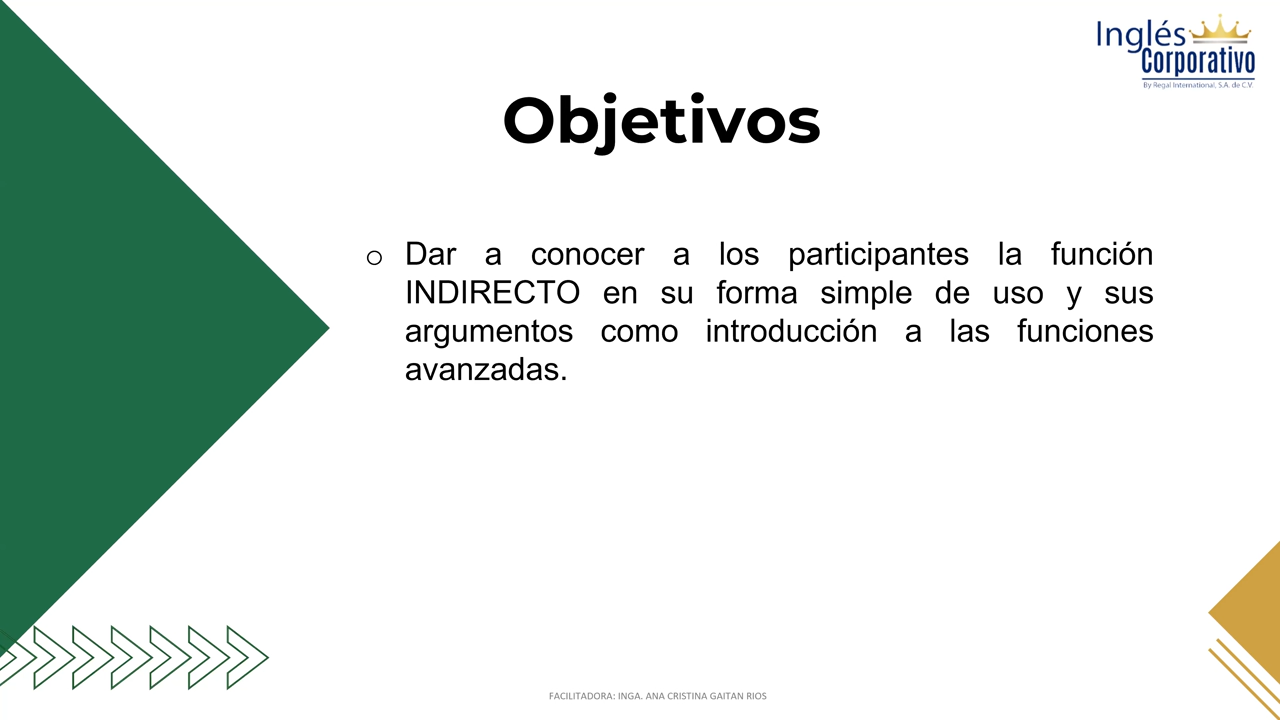 Inglés
Corporativo
By Regal International, S.A. de C.V.
Objetivos
o Dar a conocer a los participantes la función
INDIRECTO en su forma simple de uso y sus
argumentos como introducción a las funciones
avanzadas.
FACILITADORA: INGA. ANA CRISTINA GAITAN RIOS